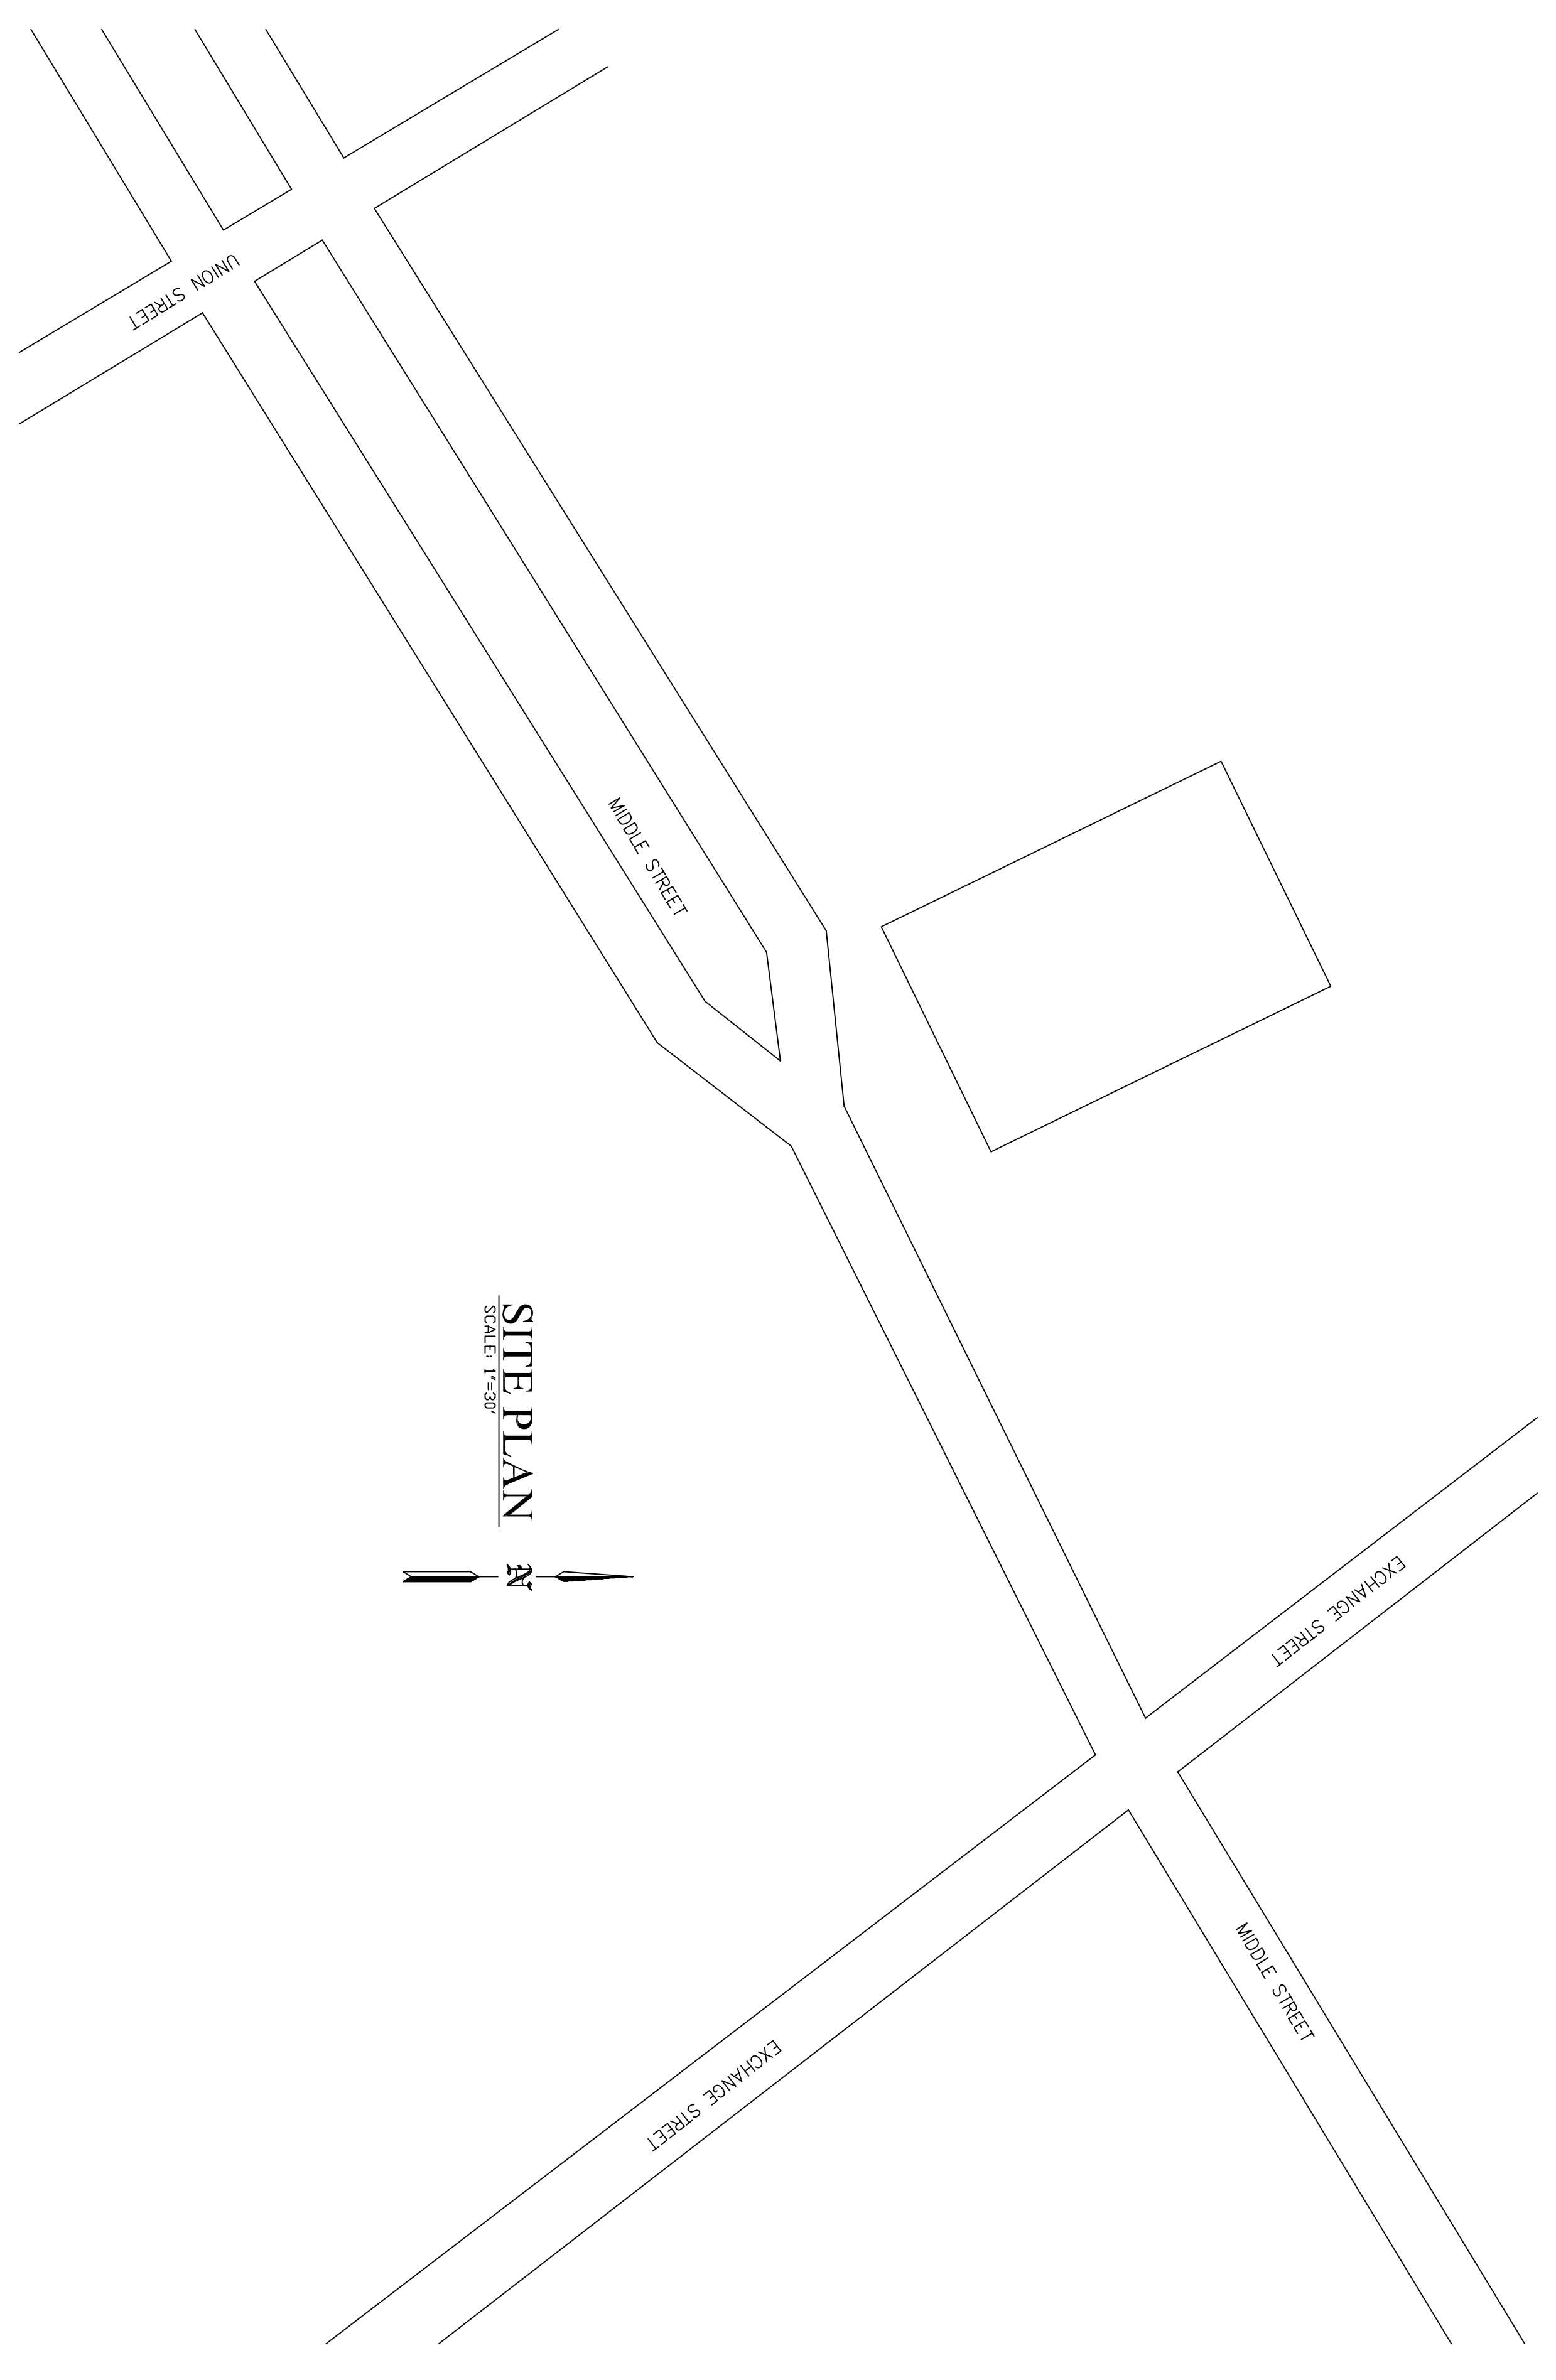 UNION STREET
MIDDLE STREET
SITE PLAN
SCALE: 1"=30'
N
EXCHANGE STREET
MIDDLE STREET
EXCHANGE STREET